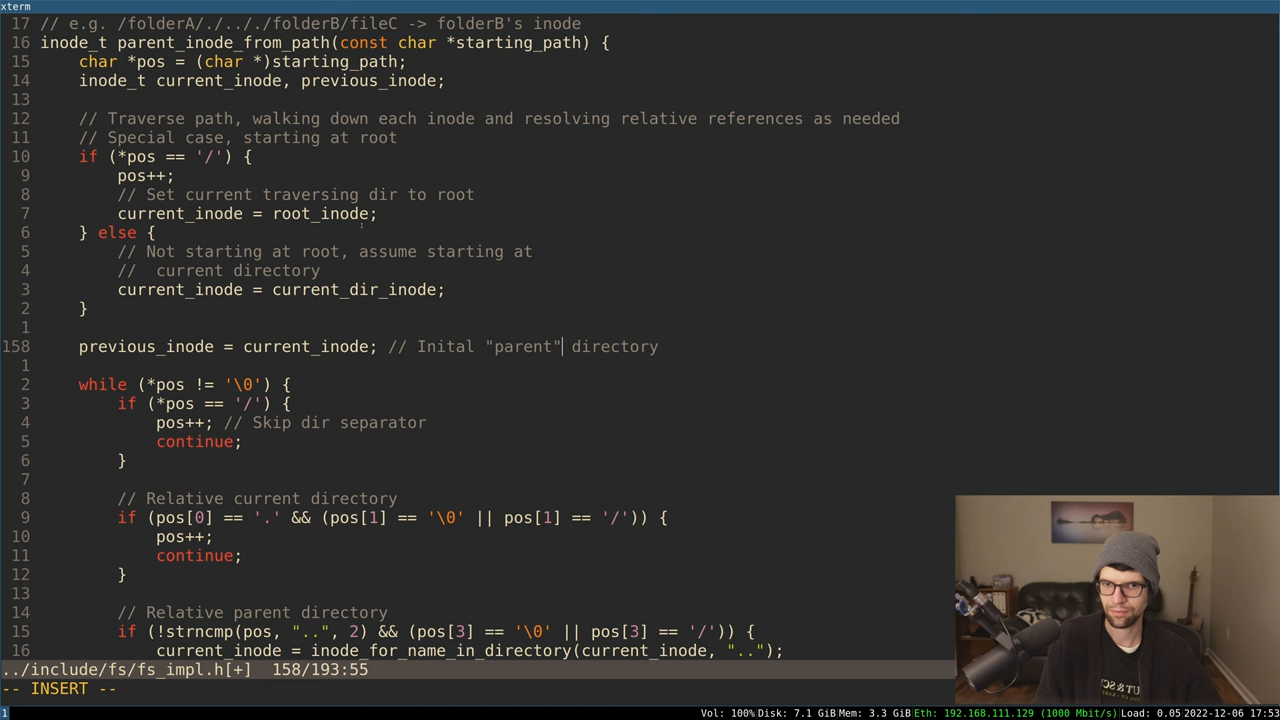 xterm
17 // e.g. /folderA/./.././folderB/fileC -> folderB's inode
16 inode_t parent_inode_from_path(const char *starting_path) {
15     char *pos = (char *)starting_path;
14     inode_t current_inode, previous_inode;
13
12     // Traverse path, walking down each inode and resolving relative references as needed
11     // Special case, starting at root
10     if (*pos == '/') {
9         pos++;
8         // Set current traversing dir to root
7         current_inode = root_inode;
6     } else {
5         // Not starting at root, assume starting at
4         //  current directory
3         current_inode = current_dir_inode;
2     }
1
158     previous_inode = current_inode; // Inital "parent" directory
1
2     while (*pos != '\0') {
3         if (*pos == '/') {
4             pos++; // Skip dir separator
5             continue;
6         }
7
8         // Relative current directory
9         if (pos[0] == '.' && (pos[1] == '\0' || pos[1] == '/')) {
10             pos++;
11             continue;
12         }
13
14         // Relative parent directory
15         if (!strncmp(pos, "..", 2) && (pos[3] == '\0' || pos[3] == '/')) {
16             current_inode = inode_for_name_in_directory(current_inode, "..");
../include/fs/fs_impl.h[+]  158/193:55
-- INSERT --
1 Vol: 100% Disk: 7.1 GiB Mem: 3.3 GiB Eth: 192.168.111.129 (1000 Mbit/s) Load: 0.05 2022-12-06 17:53